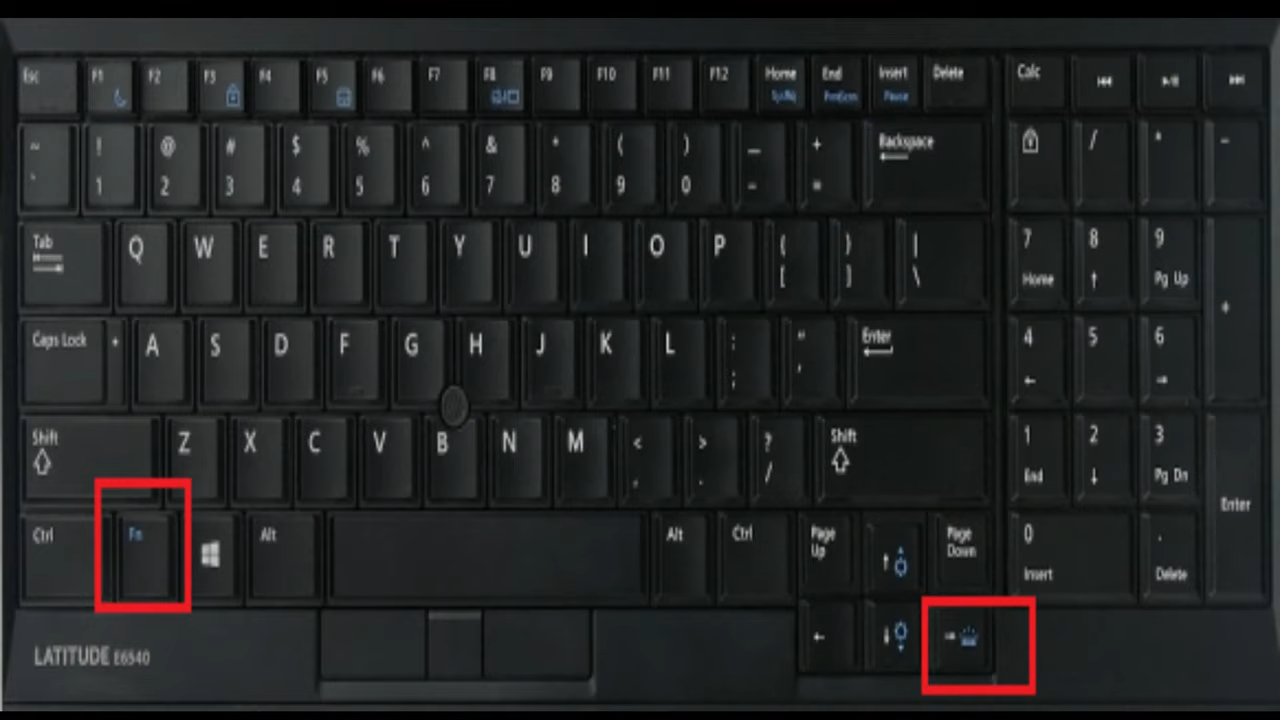 Esc F1 F2 F3 F4 F5 F6 F7 F8 F9 F10 F11 F12 Home End Insert Delete Calc
SysRq PrntScrn Pause
~ ! @ # $ % ^ & * ( ) _ + Backspace / * -
` 1 2 3 4 5 6 7 8 9 0 - =
Tab Q W E R T Y U I O P { } | 7 8 9
[ ] \ Home ↑ Pg Up +
Caps Lock A S D F G H J K L : " Enter 4 5 6
; ' ← →
Shift Z X C V B N M < > ? Shift 1 2 3
, . / End ↓ Pg Dn Enter
Ctrl Fn Alt Alt Ctrl Page Up ↑ Page Down 0 .
Insert Delete
← ↓ →
LATITUDE E6540